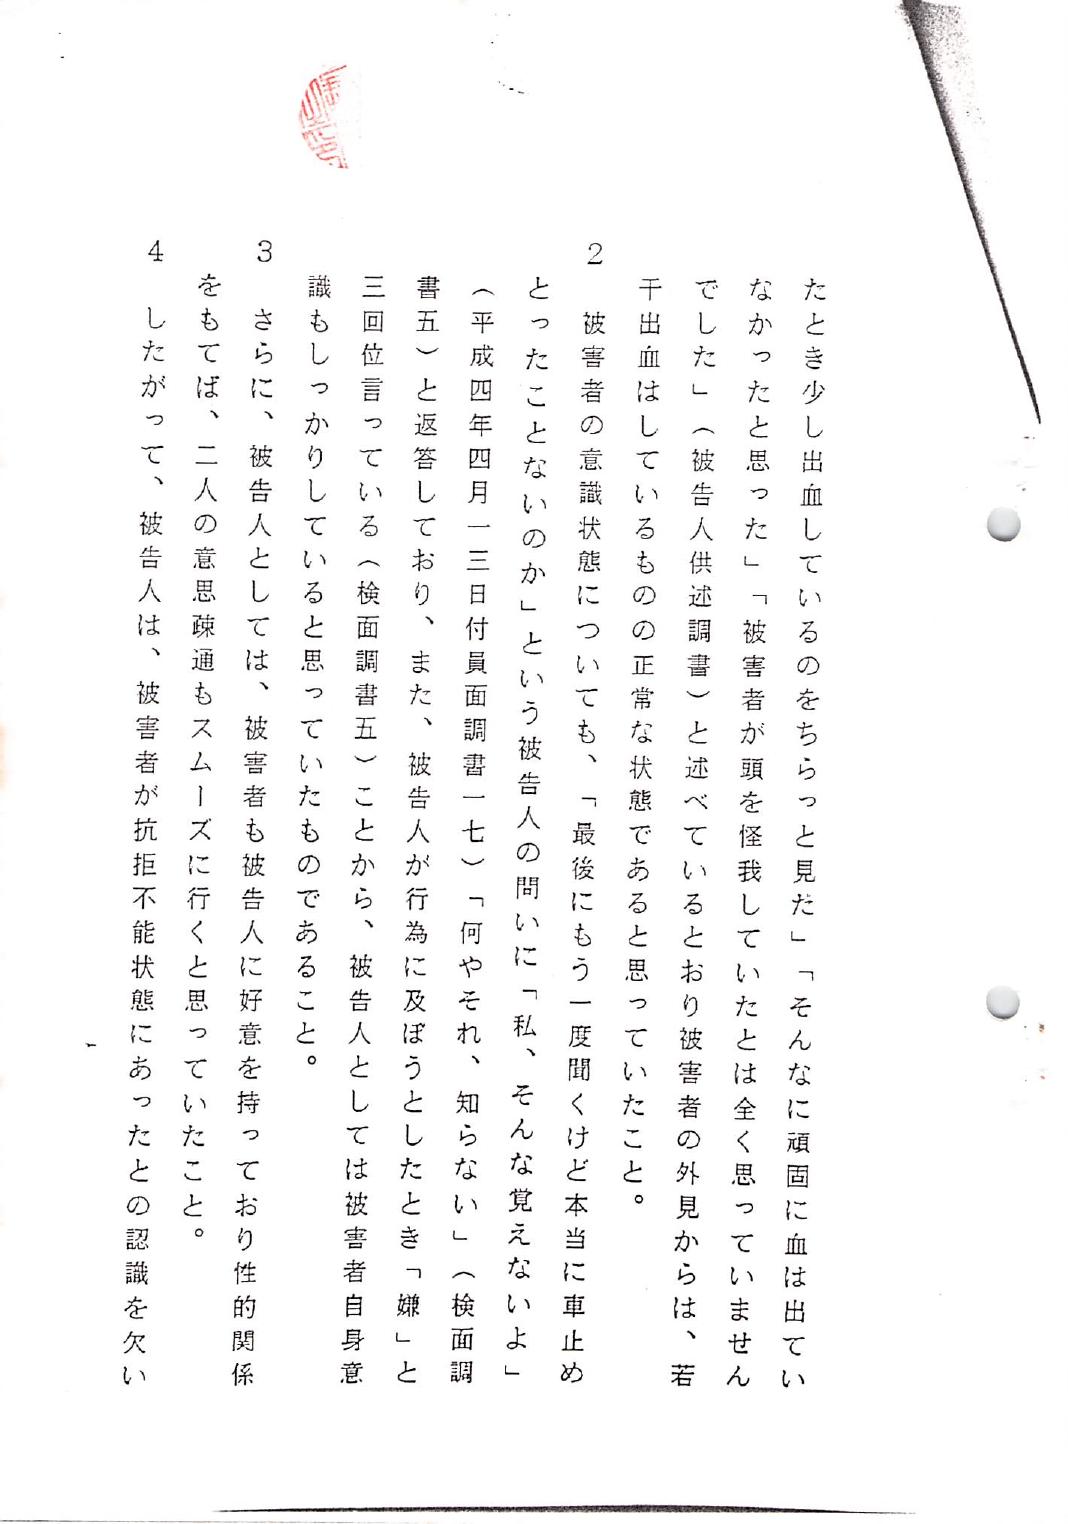 たとき少し出血しているのをちらっと見だ」「そんなに頑固に血は出てい
なかったと思った」「被害者が頭を怪我していたとは全く思っていません
でした」（被告人供述調書）と述べているとおり被害者の外見からは、若
干出血はしているものの正常な状態であると思っていたこと。
2　被害者の意識状態についても、「最後にもう一度聞くけど本当に車止め
とったことないのか」という被告人の問いに「私、そんな覚えないよ」
（平成四年四月一三日付員面調書一七）「何やそれ、知らない」（検面調
書五）と返答しており、また、被告人が行為に及ぼうとしたとき「嫌」と
三回位言っている（検面調書五）ことから、被告人としては被害者自身意
識もしっかりしていると思っていたものであること。
3　さらに、被告人としては、被害者も被告人に好意を持っており性的関係
をもてば、二人の意思疎通もスムーズに行くと思っていたこと。
4　したがって、被告人は、被害者が抗拒不能状態にあったとの認識を欠い